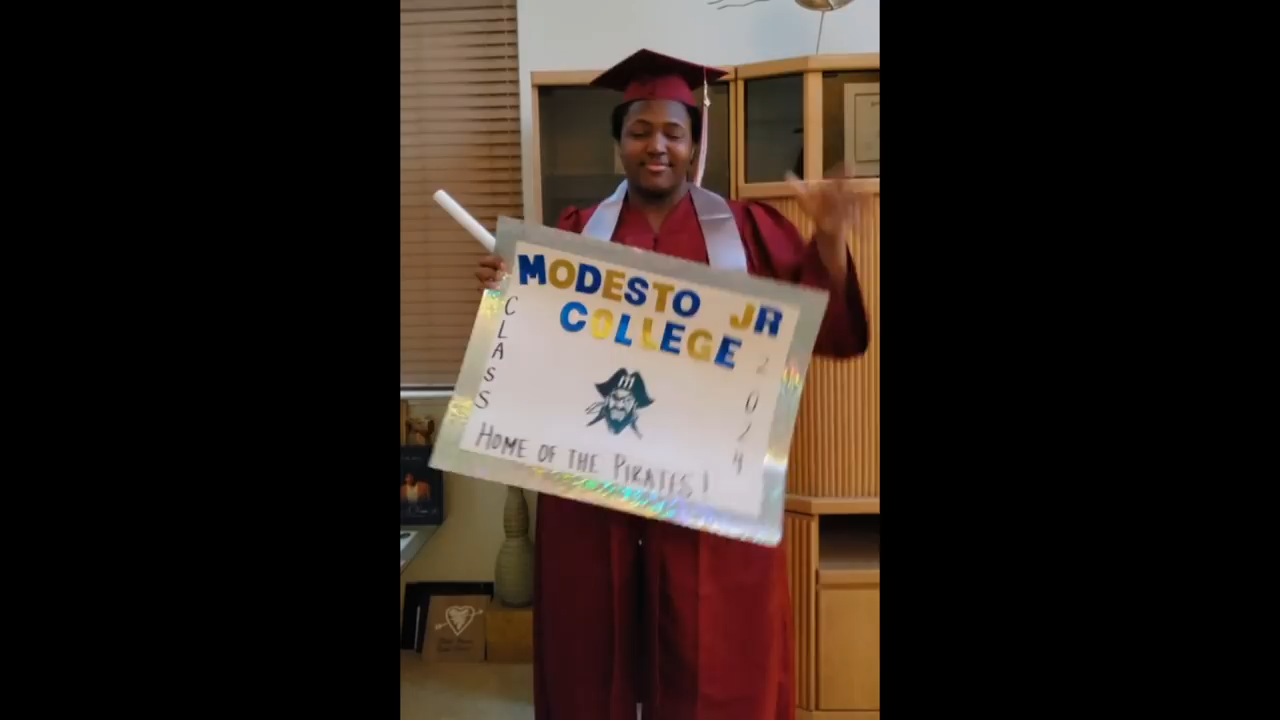 MODESTO JR
COLLEGE
CLASS
2024
HOME OF THE PIRATES!